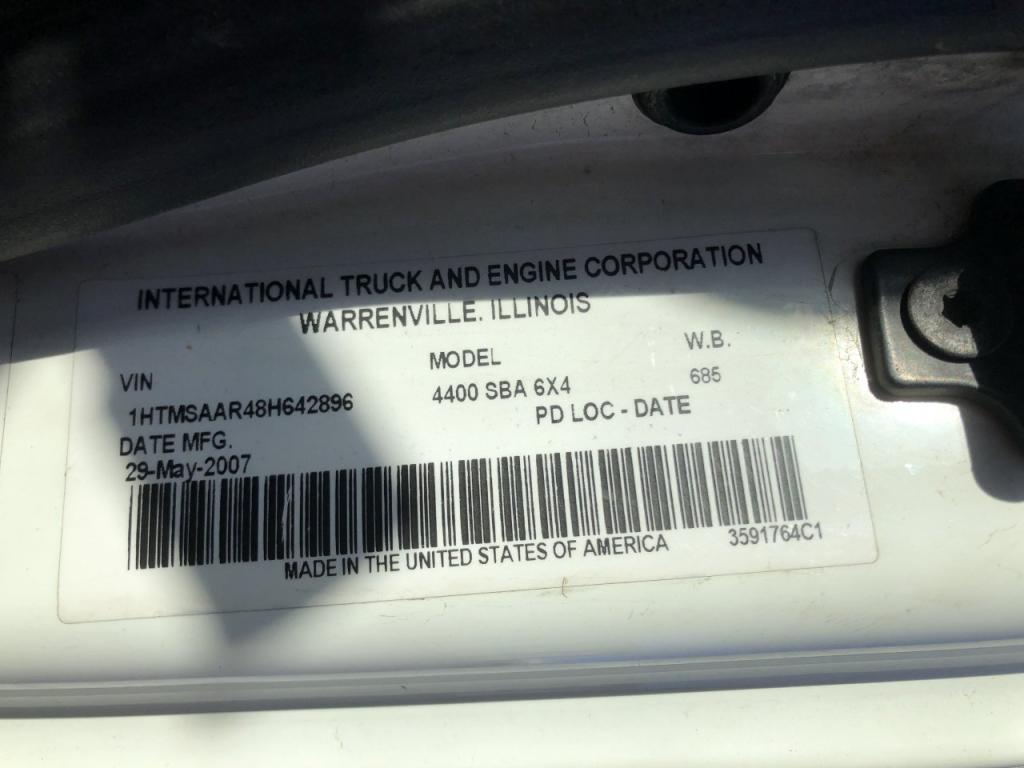 INTERNATIONAL TRUCK AND ENGINE CORPORATION
WARRENVILLE. ILLINOIS
VIN MODEL W.B.
1HTMSAAR48H642896 4400 SBA 6X4 685
DATE MFG. PD LOC - DATE
29-May-2007
MADE IN THE UNITED STATES OF AMERICA 3591764C1